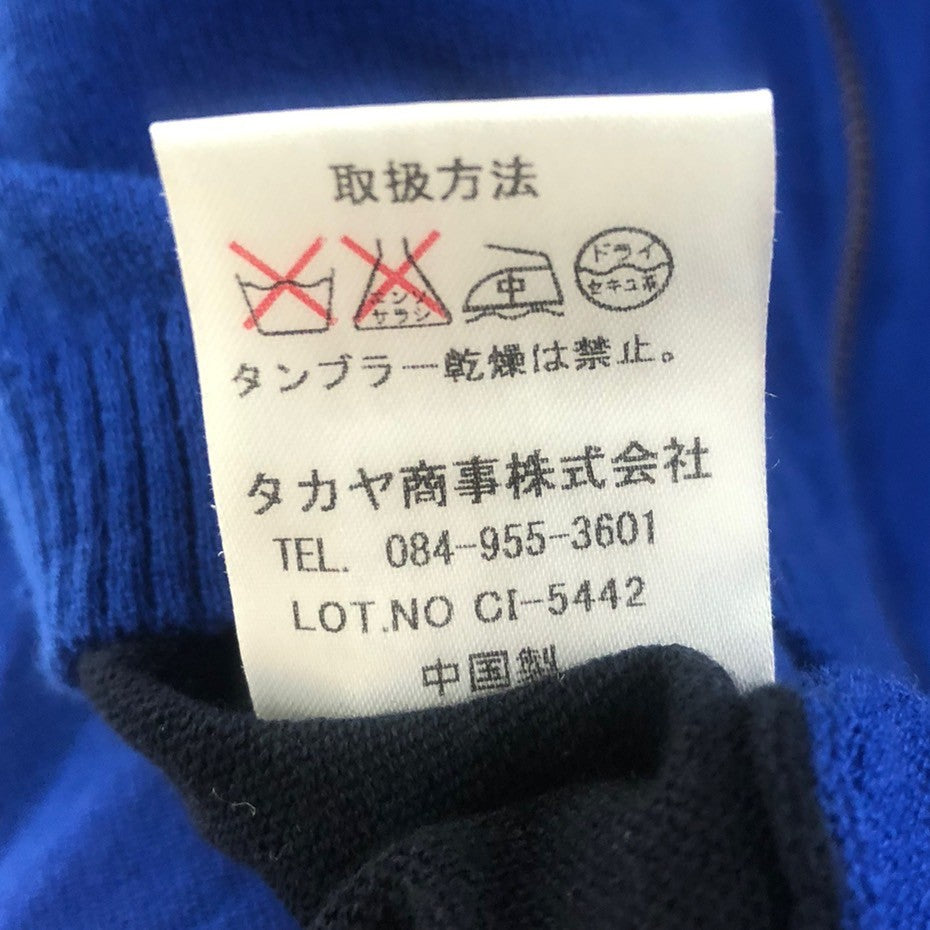 取扱方法
エンソ
サラシ
中
ドライ
セキユ系
タンブラー乾燥は禁止。
タカヤ商事株式会社
TEL. 084-955-3601
LOT.NO CI-5442
中国製